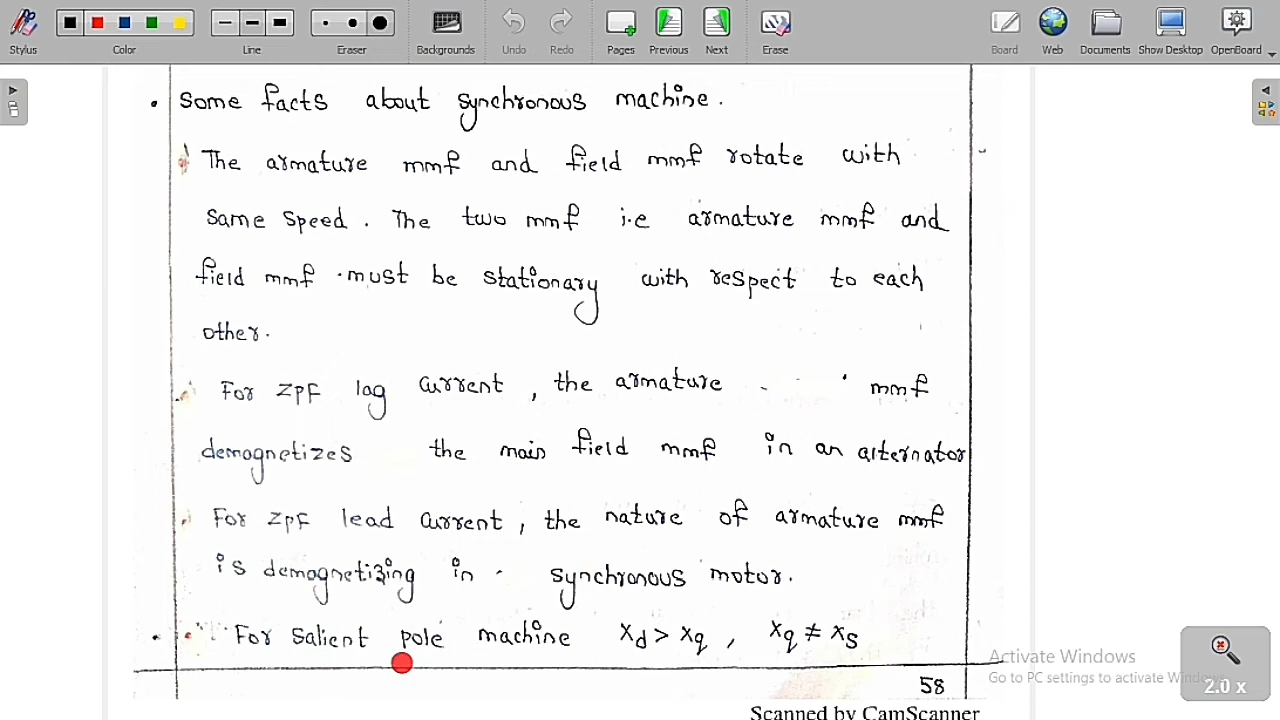 Stylus
Color
Line
Eraser
Backgrounds
Undo
Redo
Pages
Previous
Next
Erase
Board
Web
Documents
Show Desktop
OpenBoard
• Some facts about synchronous machine.
The armature mmf and field mmf rotate with
same speed. The two mmf i.e armature mmf and
field mmf must be stationary with respect to each
other.
For ZPF lag current, the armature mmf
demagnetizes the main field mmf in an alternator
For ZPF lead current, the nature of armature mmf
is demagnetizing in synchronous motor.
• For salient pole machine Xd > Xq, Xq ≠ Xs
58
Scanned by CamScanner
Activate Windows
Go to PC settings to activate Windows.
2.0 x